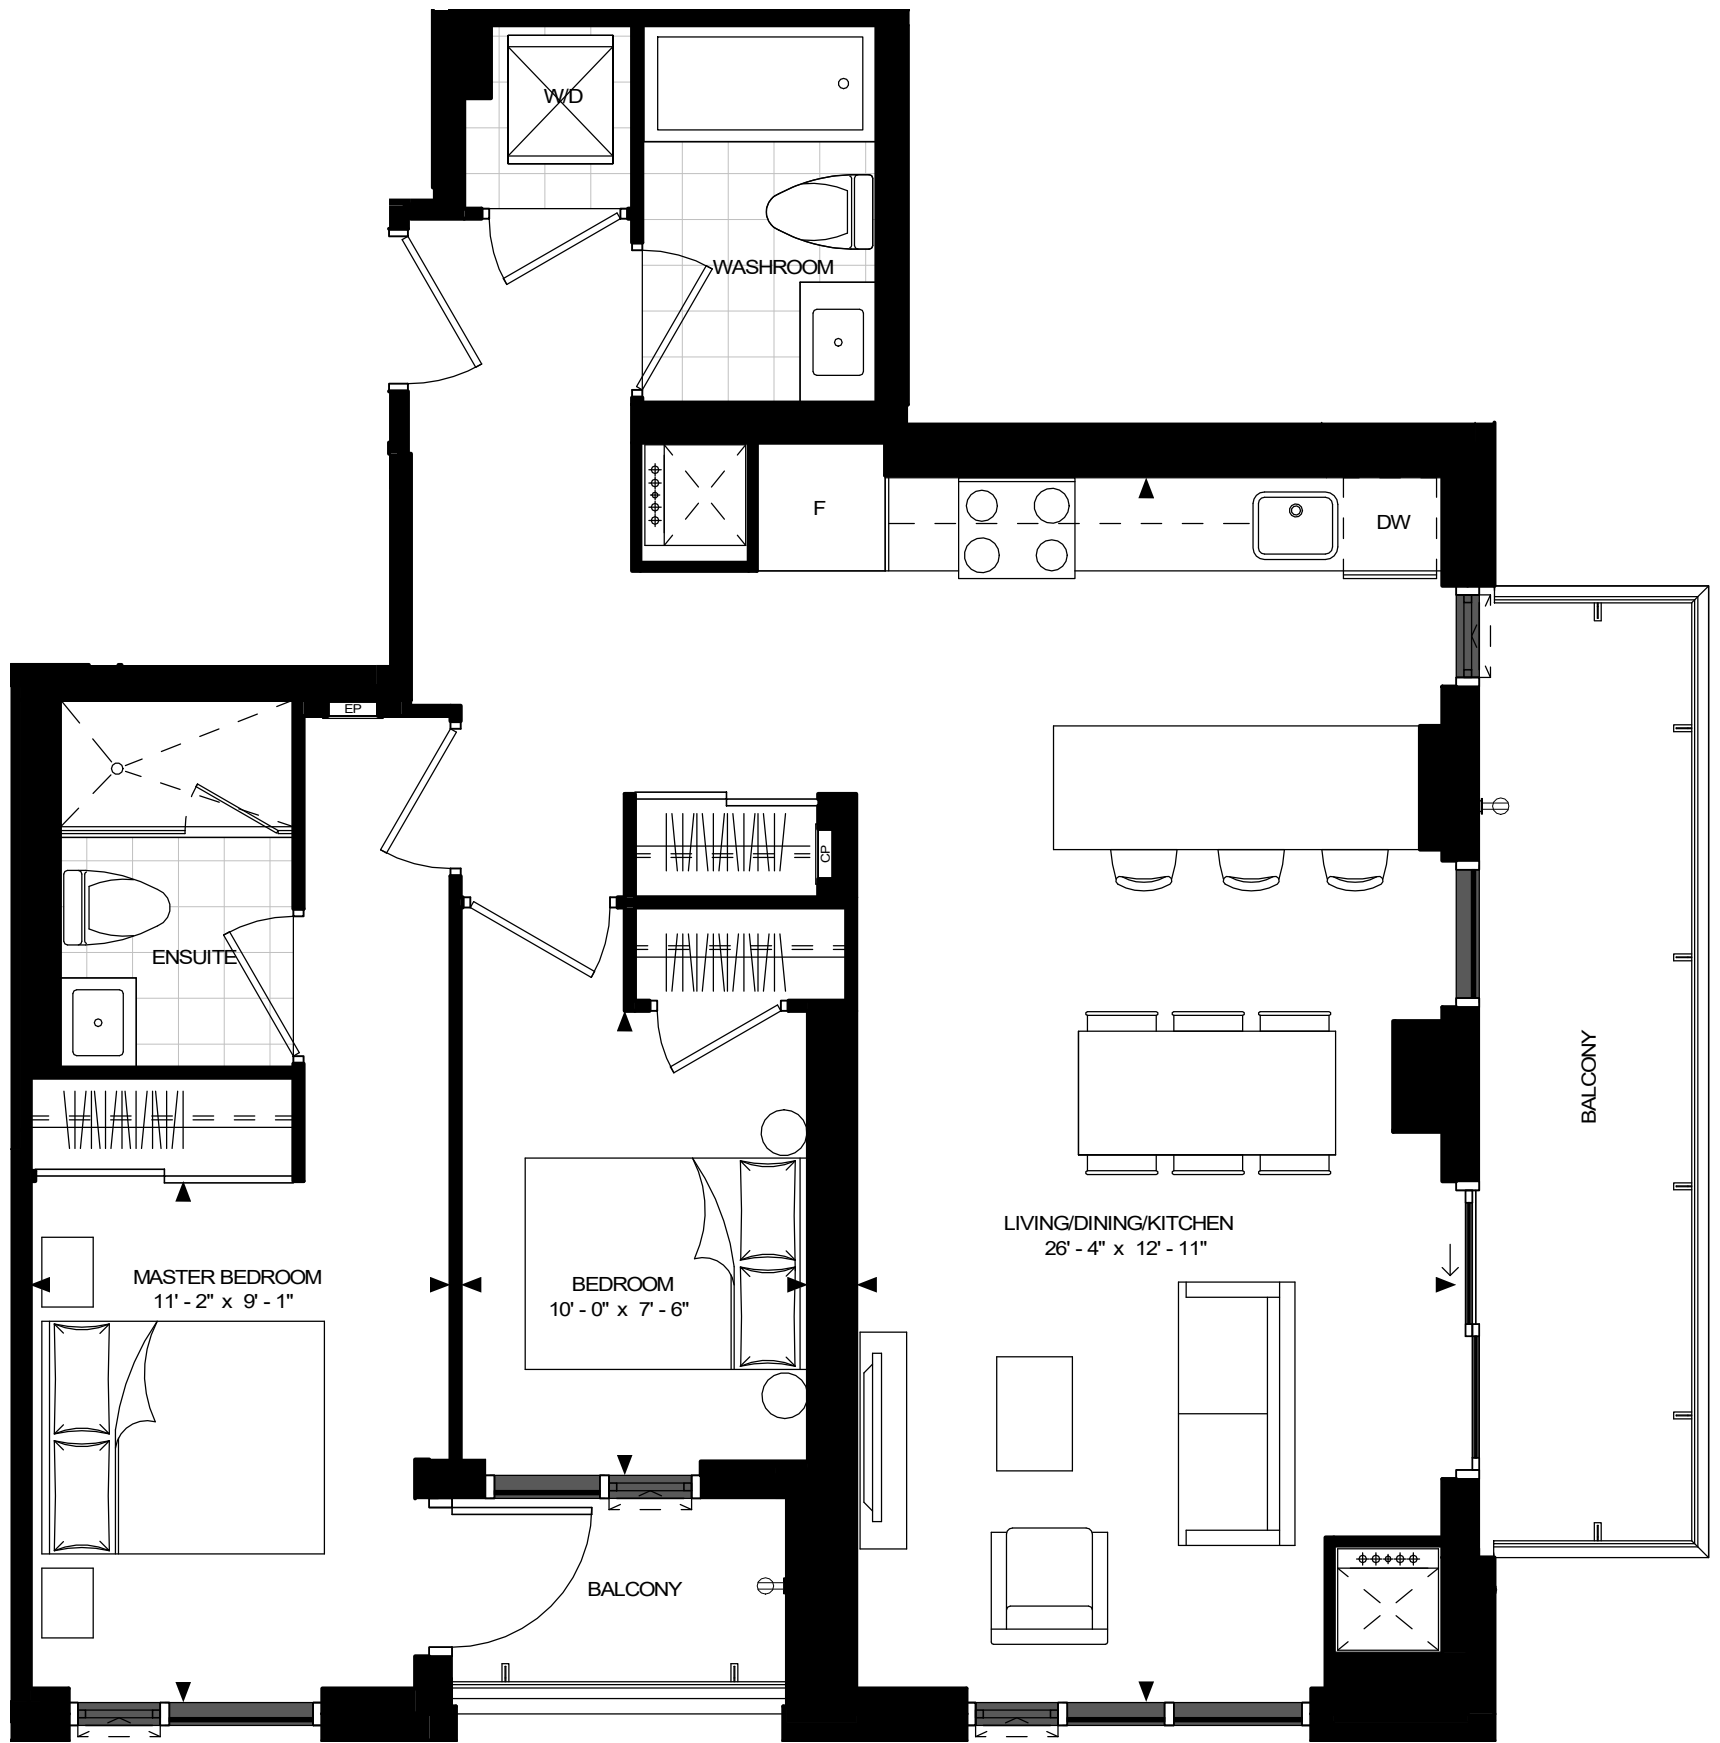 W/D
WASHROOM
F
DW
EP
CP
ENSUITE
BALCONY
LIVING/DINING/KITCHEN
26' - 4" x 12' - 11"
MASTER BEDROOM
11' - 2" x 9' - 1"
BEDROOM
10' - 0" x 7' - 6"
BALCONY